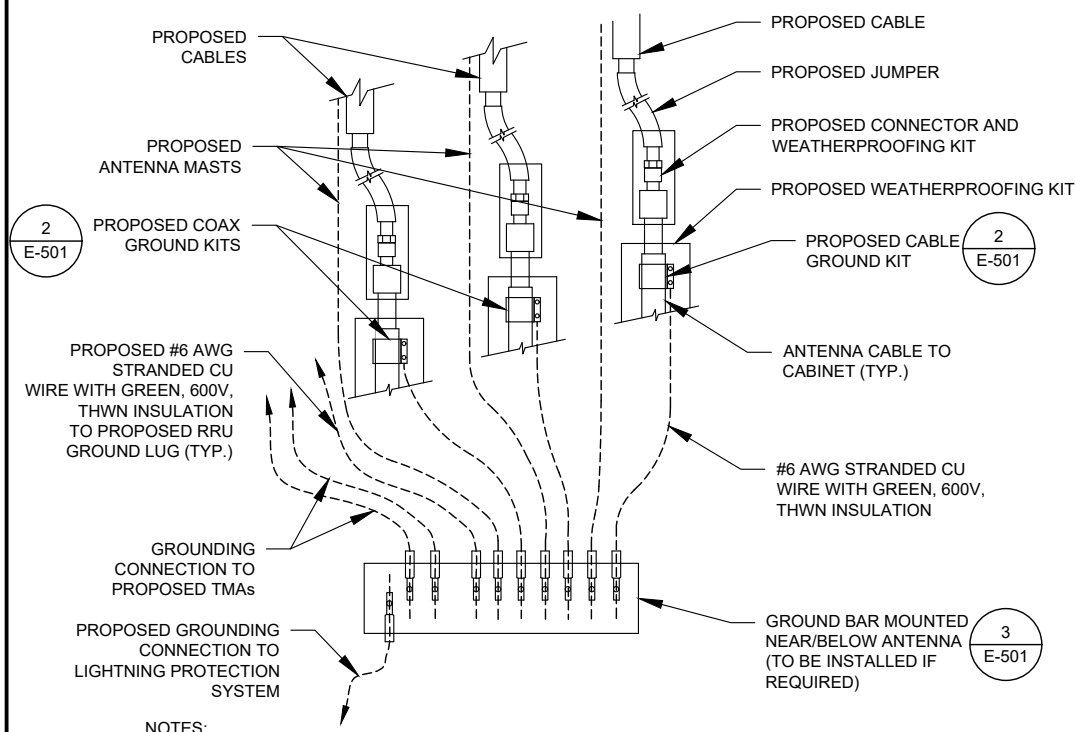 PROPOSED
CABLES
PROPOSED
ANTENNA MASTS
2
E-501
PROPOSED COAX
GROUND KITS
PROPOSED #6 AWG
STRANDED CU
WIRE WITH GREEN, 600V,
THWN INSULATION
TO PROPOSED RRU
GROUND LUG (TYP.)
GROUNDING
CONNECTION TO
PROPOSED TMAs
PROPOSED GROUNDING
CONNECTION TO
LIGHTNING PROTECTION
SYSTEM
NOTES:
PROPOSED CABLE
PROPOSED JUMPER
PROPOSED CONNECTOR AND
WEATHERPROOFING KIT
PROPOSED WEATHERPROOFING KIT
PROPOSED CABLE
GROUND KIT
2
E-501
ANTENNA CABLE TO
CABINET (TYP.)
#6 AWG STRANDED CU
WIRE WITH GREEN, 600V,
THWN INSULATION
GROUND BAR MOUNTED
NEAR/BELOW ANTENNA
(TO BE INSTALLED IF
REQUIRED)
3
E-501